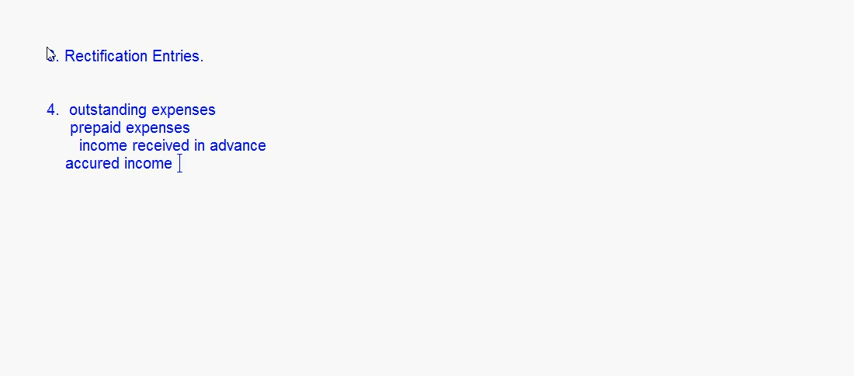 . Rectification Entries.
4. outstanding expenses
prepaid expenses
income received in advance
accured income